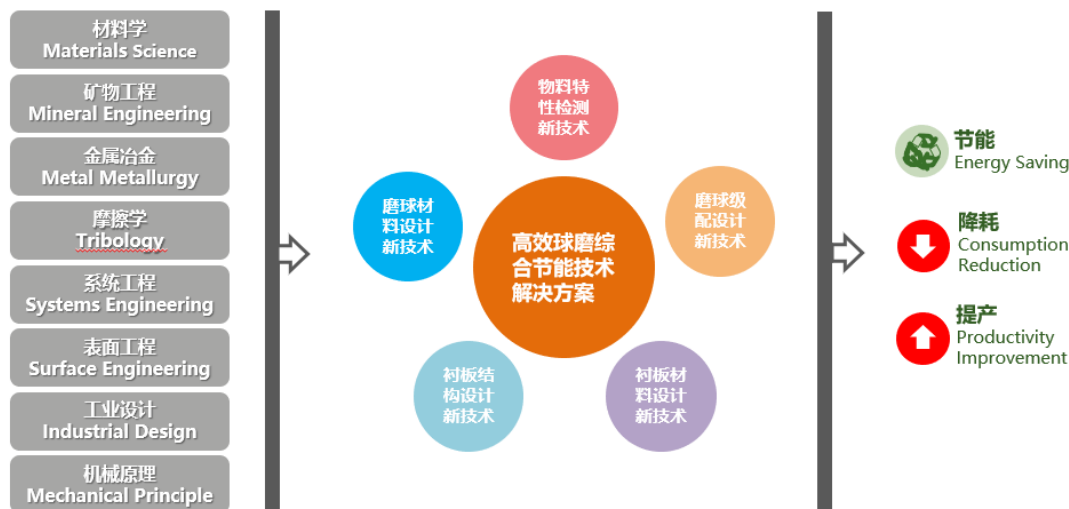 材料学
Materials Science
矿物工程
Mineral Engineering
金属冶金
Metal Metallurgy
摩擦学
Tribology
系统工程
Systems Engineering
表面工程
Surface Engineering
工业设计
Industrial Design
机械原理
Mechanical Principle
物料特
性检测
新技术
磨球材
料设计
新技术
磨球级
配设计
新技术
高效球磨综
合节能技术
解决方案
衬板结
构设计
新技术
衬板材
料设计
新技术
节能
Energy Saving
降耗
Consumption
Reduction
提产
Productivity
Improvement